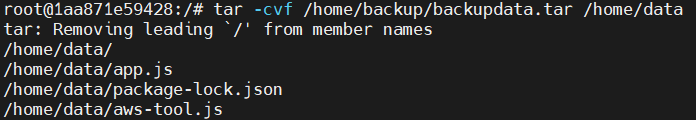 root@1aa871e59428:/# tar -cvf /home/backup/backupdata.tar /home/data
tar: Removing leading `/' from member names
/home/data/
/home/data/app.js
/home/data/package-lock.json
/home/data/aws-tool.js